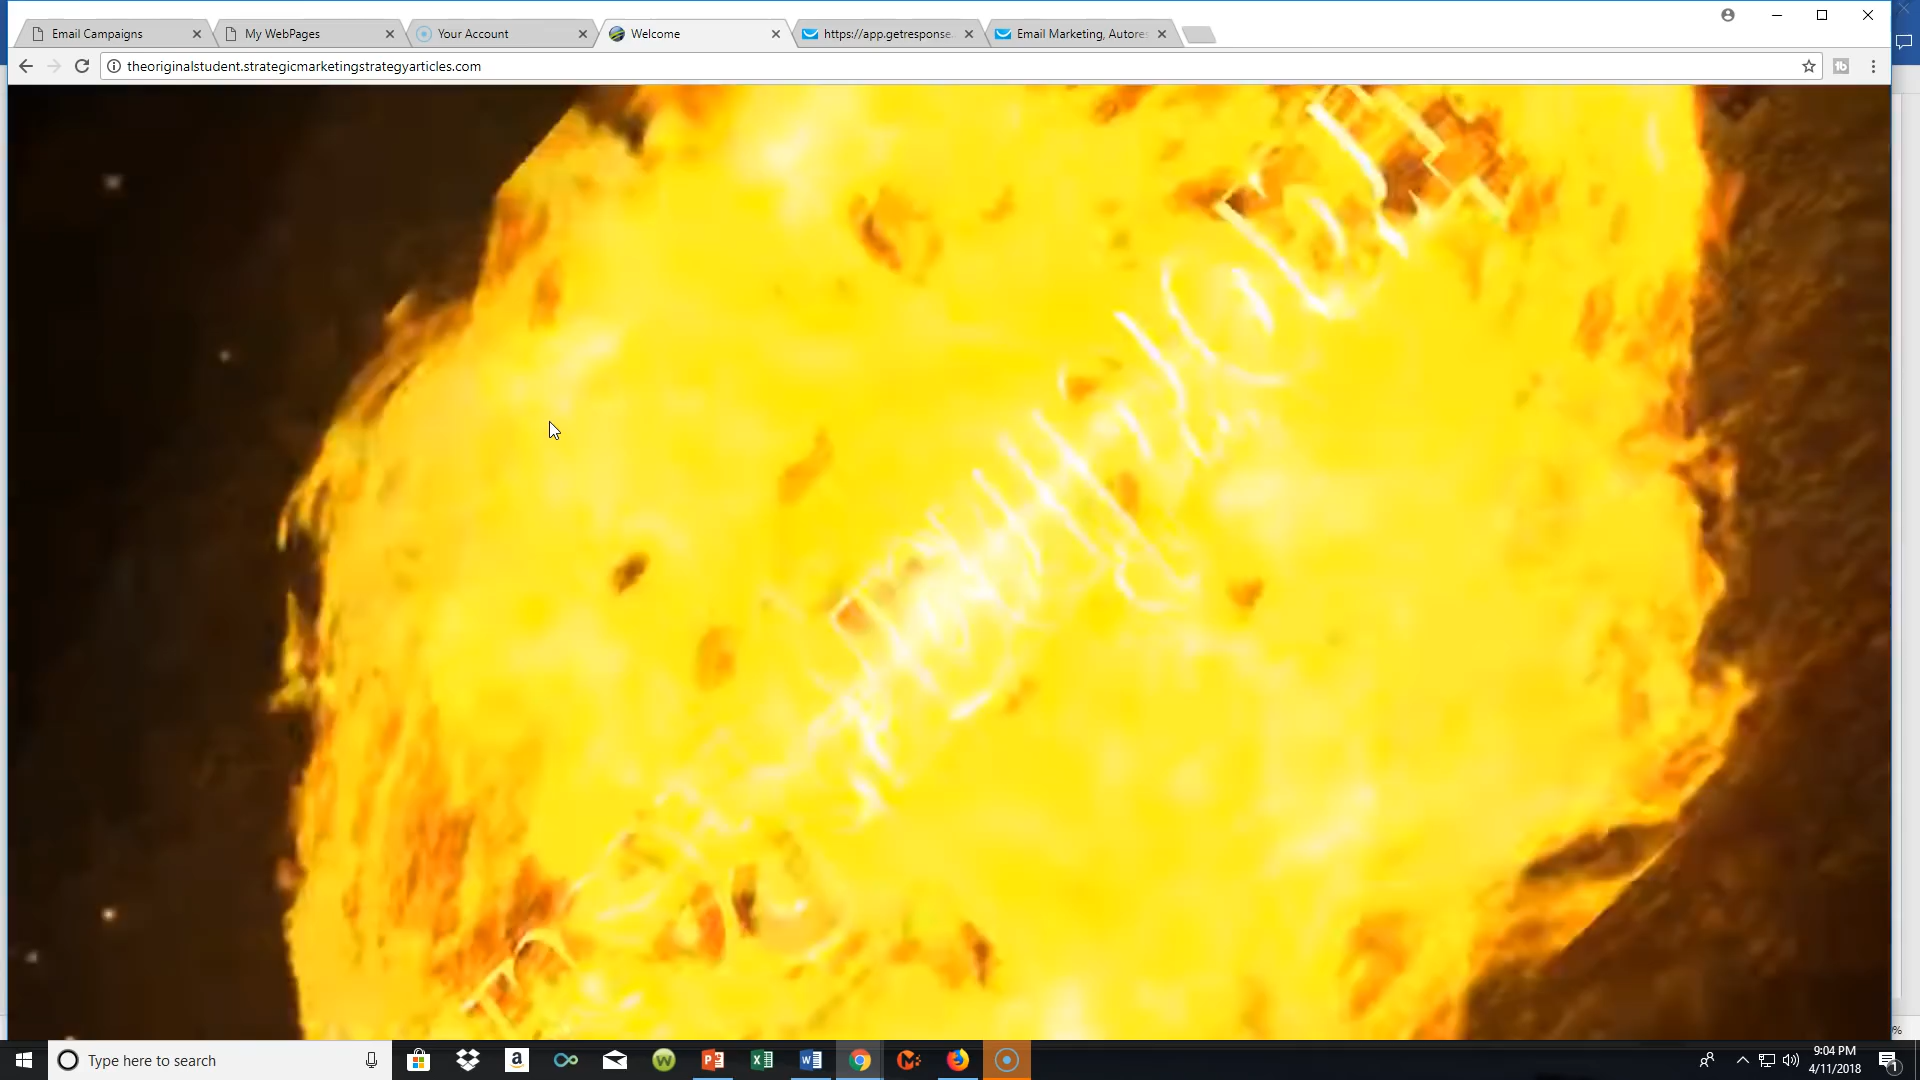 Email Campaigns
My WebPages
Your Account
Welcome
https://app.getresponse.
Email Marketing, Autores
theoriginalstudent.strategicmarketingstrategyarticles.com
Type here to search
9:04 PM
4/11/2018